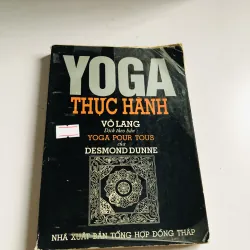 YOGA
THỰC HÀNH
VÕ LANG
Dịch theo bản:
YOGA POUR TOUS
của
DESMOND DUNNE
NHÀ XUẤT BẢN TỔNG HỢP ĐỒNG THÁP